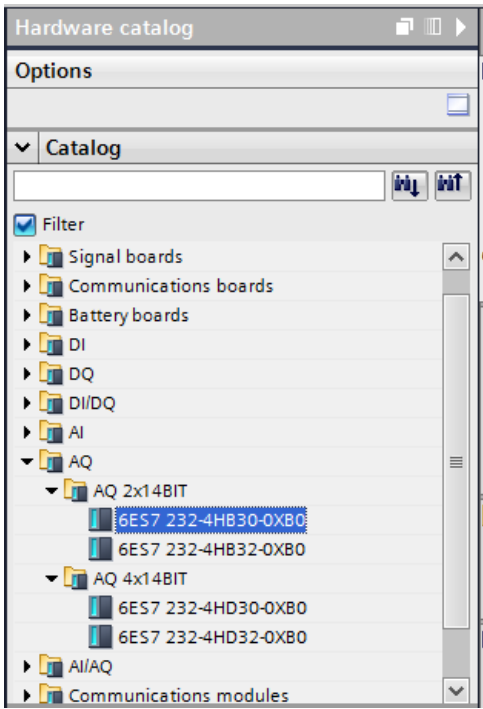 Hardware catalog
Options
Catalog
Filter
Signal boards
Communications boards
Battery boards
DI
DQ
DI/DQ
AI
AQ
AQ 2x14BIT
6ES7 232-4HB30-0XB0
6ES7 232-4HB32-0XB0
AQ 4x14BIT
6ES7 232-4HD30-0XB0
6ES7 232-4HD32-0XB0
AI/AQ
Communications modules